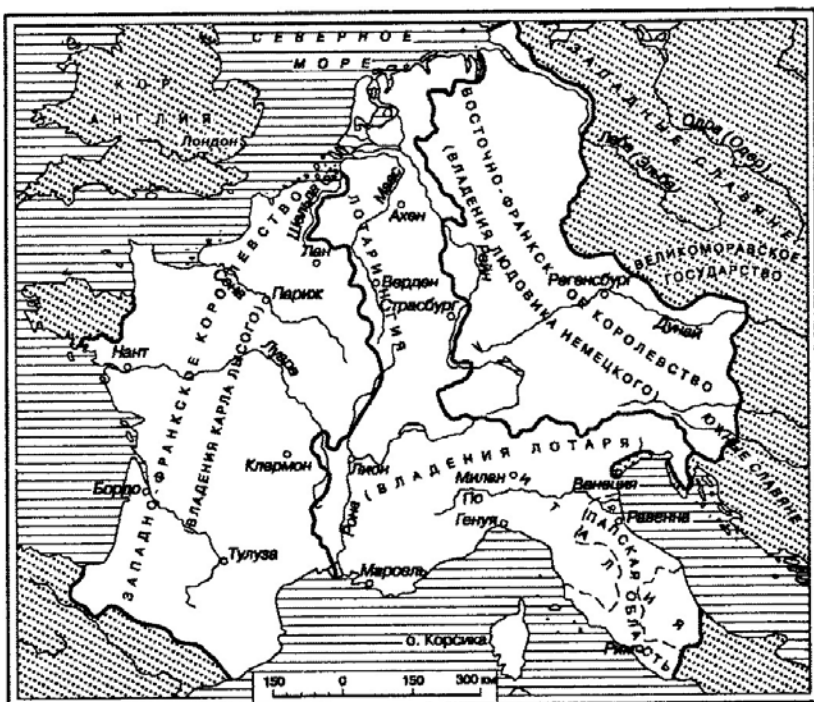 СЕВЕРНОЕ
МОРЕ
КОР.
АНГЛИЯ
Лондон
ЗАПАДНЫЕ СЛАВЯНЕ
Одра (Одер)
Лаба (Эльба)
ВЕЛИКОМОРАВСКОЕ
ГОСУДАРСТВО
ВОСТОЧНО-ФРАНКСКОЕ КОРОЛЕВСТВО
(ВЛАДЕНИЯ ЛЮДОВИКА НЕМЕЦКОГО)
Регенсбург
Дунай
Рейн
ЮЖНЫЕ СЛАВЯНЕ
ЛОТАРИНГИЯ
Маас
Ахен
Верден
Страсбург
Шельда
Лан
Сена
Париж
ЗАПАДНО-ФРАНКСКОЕ КОРОЛЕВСТВО
(ВЛАДЕНИЯ КАРЛА ЛЫСОГО)
Нант
Луара
Клермон
Бордо
Тулуза
Лион
Рона
Марсель
(ВЛАДЕНИЯ ЛОТАРЯ)
Милан
По
Генуя
Венеция
Равенна
ИТАЛИЯ
(ПАПСКАЯ ОБЛАСТЬ
Рим
о. Корсика
150 0 150 300 км